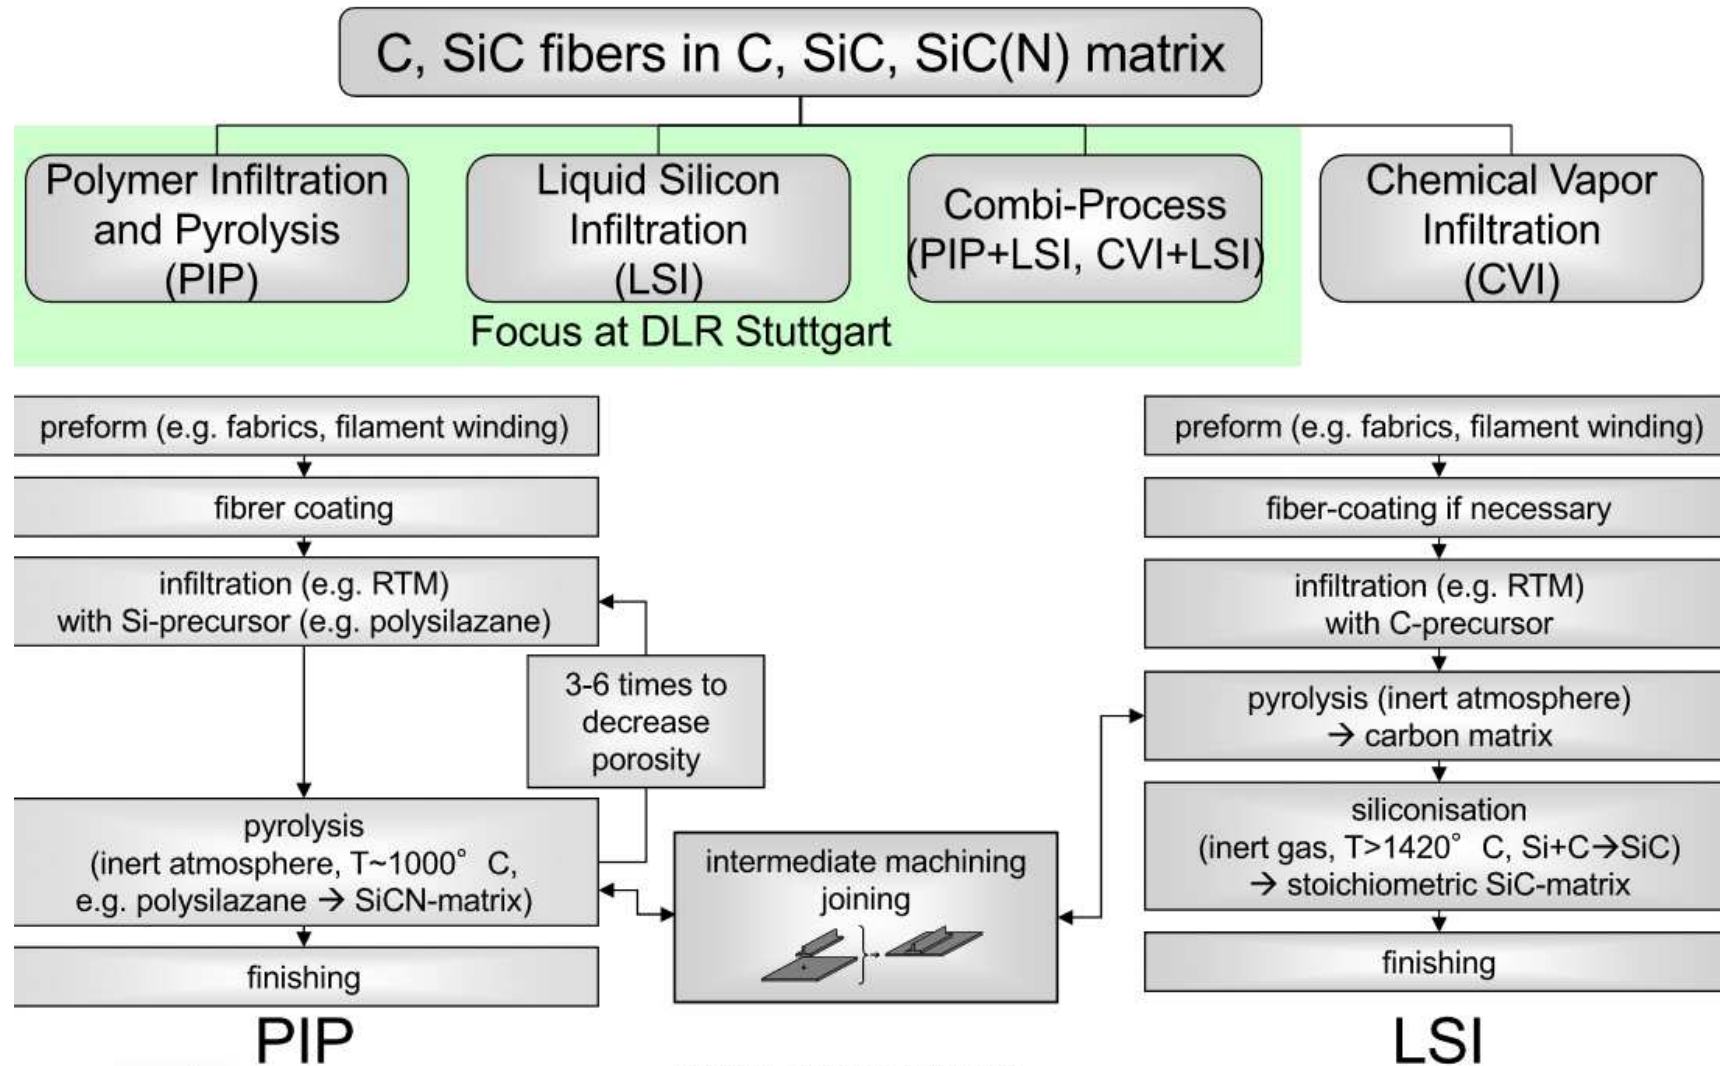 C, SiC fibers in C, SiC, SiC(N) matrix
Polymer Infiltration
and Pyrolysis
(PIP)
Liquid Silicon
Infiltration
(LSI)
Combi-Process
(PIP+LSI, CVI+LSI)
Chemical Vapor
Infiltration
(CVI)
Focus at DLR Stuttgart
preform (e.g. fabrics, filament winding)
fibrer coating
infiltration (e.g. RTM)
with Si-precursor (e.g. polysilazane)
3-6 times to
decrease
porosity
pyrolysis
(inert atmosphere, T~1000° C,
e.g. polysilazane → SiCN-matrix)
finishing
PIP
intermediate machining
joining
preform (e.g. fabrics, filament winding)
fiber-coating if necessary
infiltration (e.g. RTM)
with C-precursor
pyrolysis (inert atmosphere)
→ carbon matrix
siliconisation
(inert gas, T>1420° C, Si+C→SiC)
→ stoichiometric SiC-matrix
finishing
LSI